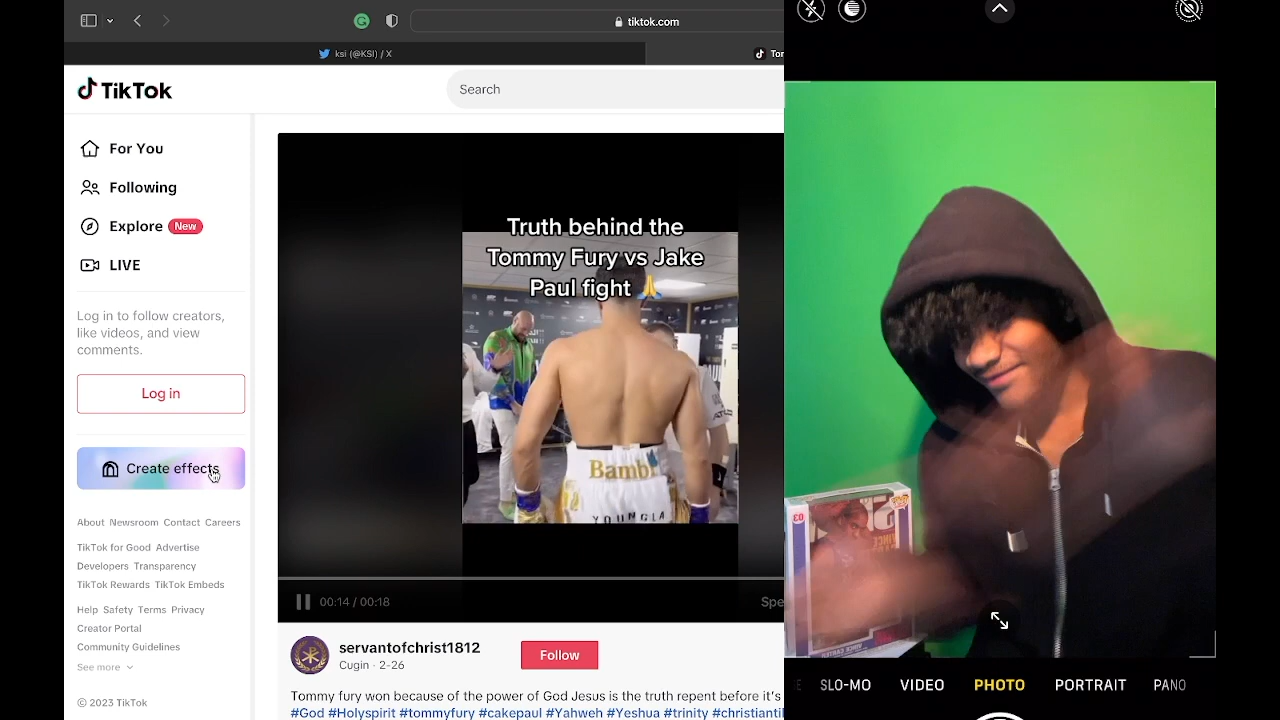 tiktok.com
ksi (@KSI) / X
TikTok
Search
For You
Following
Explore New
LIVE
Log in to follow creators,
like videos, and view
comments.
Log in
Create effects
About Newsroom Contact Careers
TikTok for Good Advertise
Developers Transparency
TikTok Rewards TikTok Embeds
Help Safety Terms Privacy
Creator Portal
Community Guidelines
See more
© 2023 TikTok
Truth behind the
Tommy Fury vs Jake
Paul fight 🙏
YOUNGLA
00:14 / 00:18
servantofchrist1812
Cugin · 2-26
Follow
Tommy fury won because of the power of God Jesus is the truth repent before it's
#God #Holyspirit #tommyfury #cakepaul #Yahweh #Yeshua #trinity
03
SLO-MO VIDEO PHOTO PORTRAIT PANO